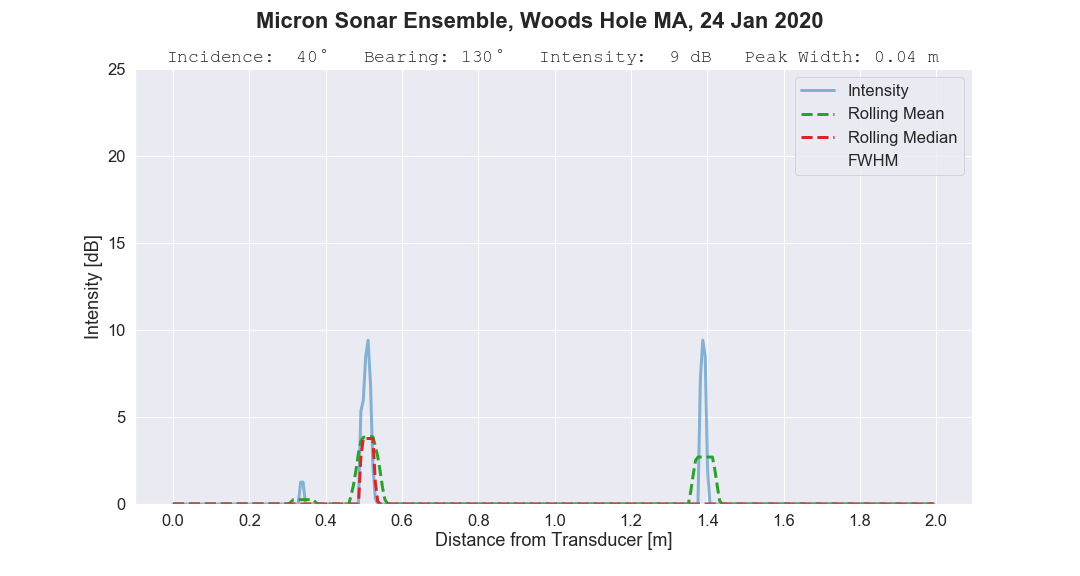 Micron Sonar Ensemble, Woods Hole MA, 24 Jan 2020
Incidence: 40° Bearing: 130° Intensity: 9 dB Peak Width: 0.04 m
25
20
15
10
5
0
Intensity [dB]
Intensity
Rolling Mean
Rolling Median
FWHM
0.0 0.2 0.4 0.6 0.8 1.0 1.2 1.4 1.6 1.8 2.0
Distance from Transducer [m]